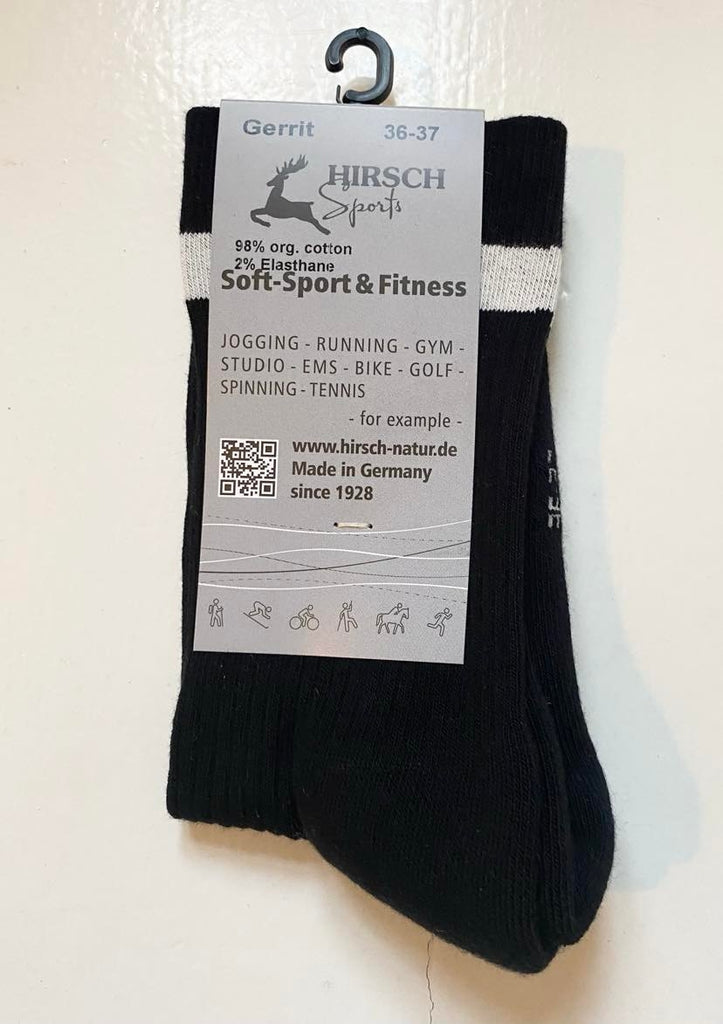 Gerrit 36-37
HIRSCH
Sports
98% org. cotton
2% Elasthane
Soft-Sport & Fitness
JOGGING - RUNNING - GYM -
STUDIO - EMS - BIKE - GOLF -
SPINNING - TENNIS
- for example -
www.hirsch-natur.de
Made in Germany
since 1928